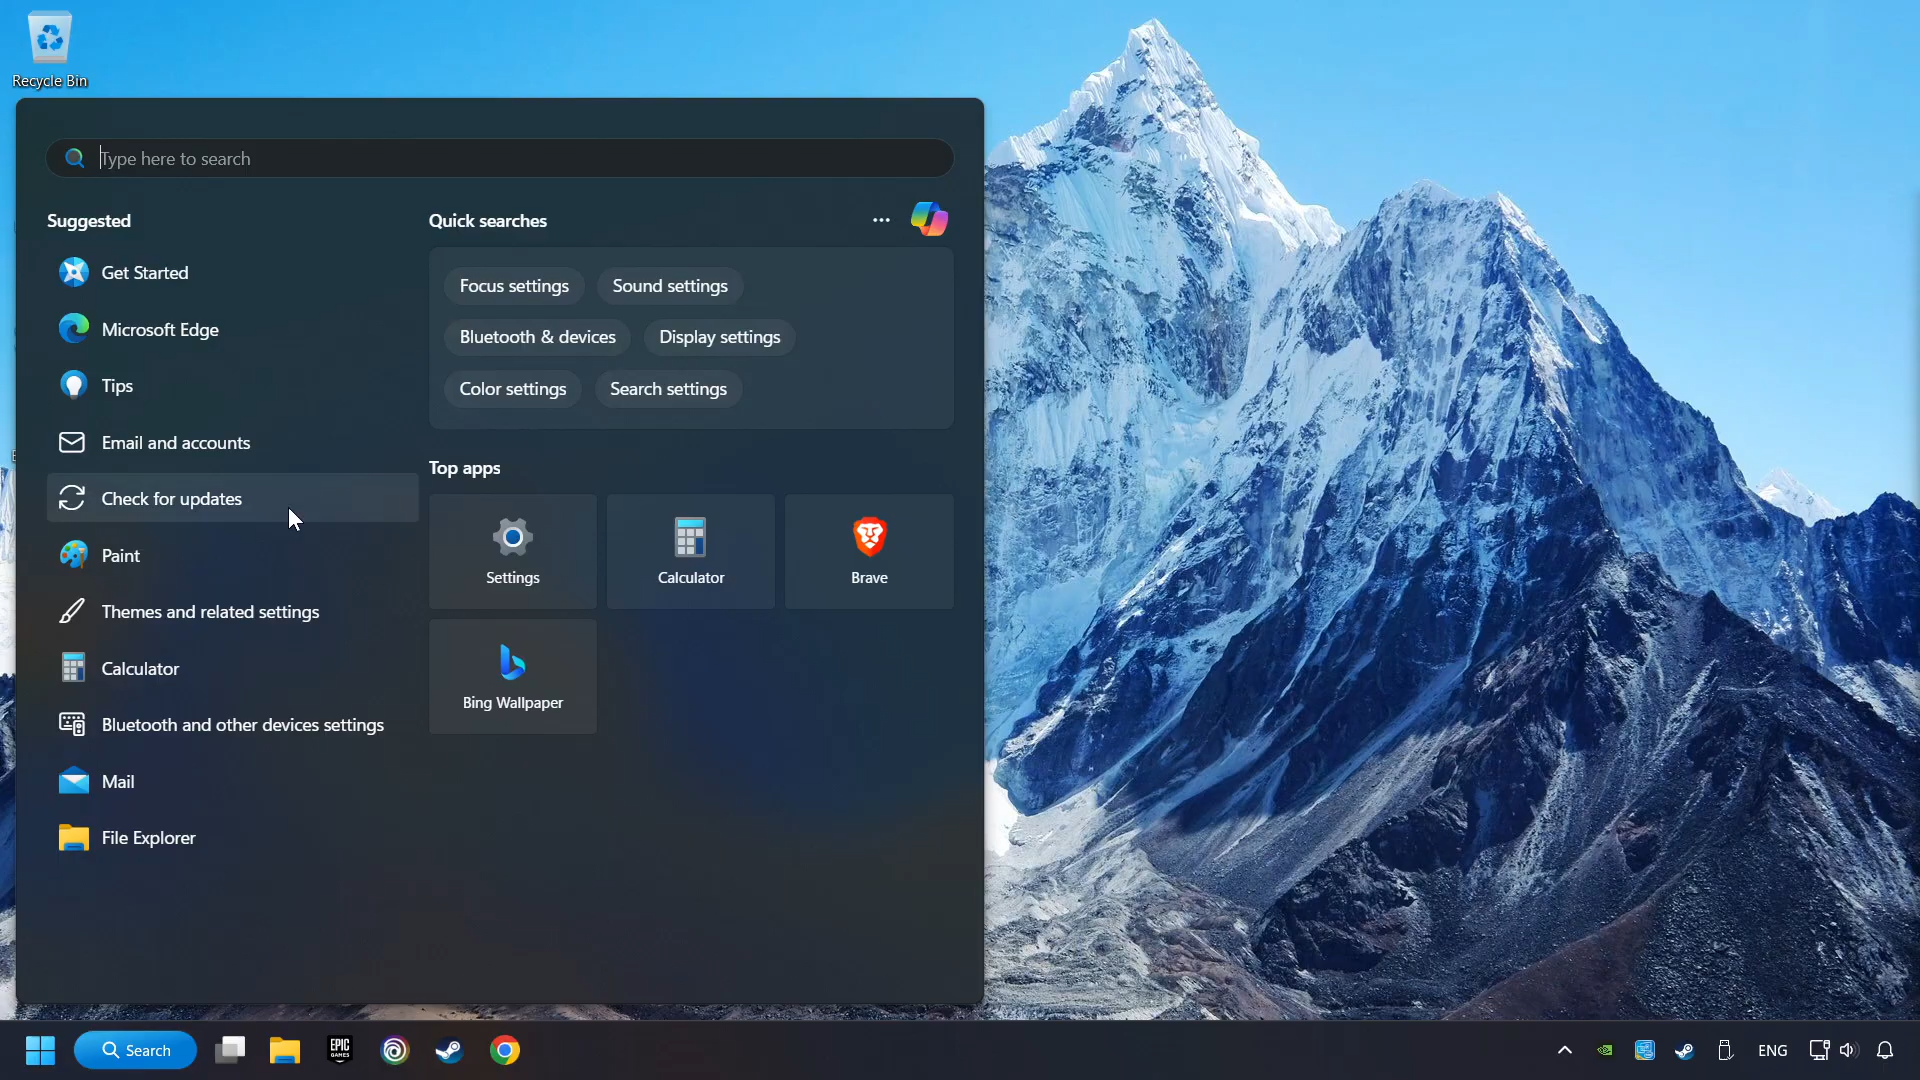 Recycle Bin
Type here to search
Suggested
Get Started
Microsoft Edge
Tips
Email and accounts
Check for updates
Paint
Themes and related settings
Calculator
Bluetooth and other devices settings
Mail
File Explorer
Quick searches
Focus settings
Sound settings
Bluetooth & devices
Display settings
Color settings
Search settings
Top apps
Settings
Calculator
Brave
Bing Wallpaper
Search
EPIC
GAMES
ENG